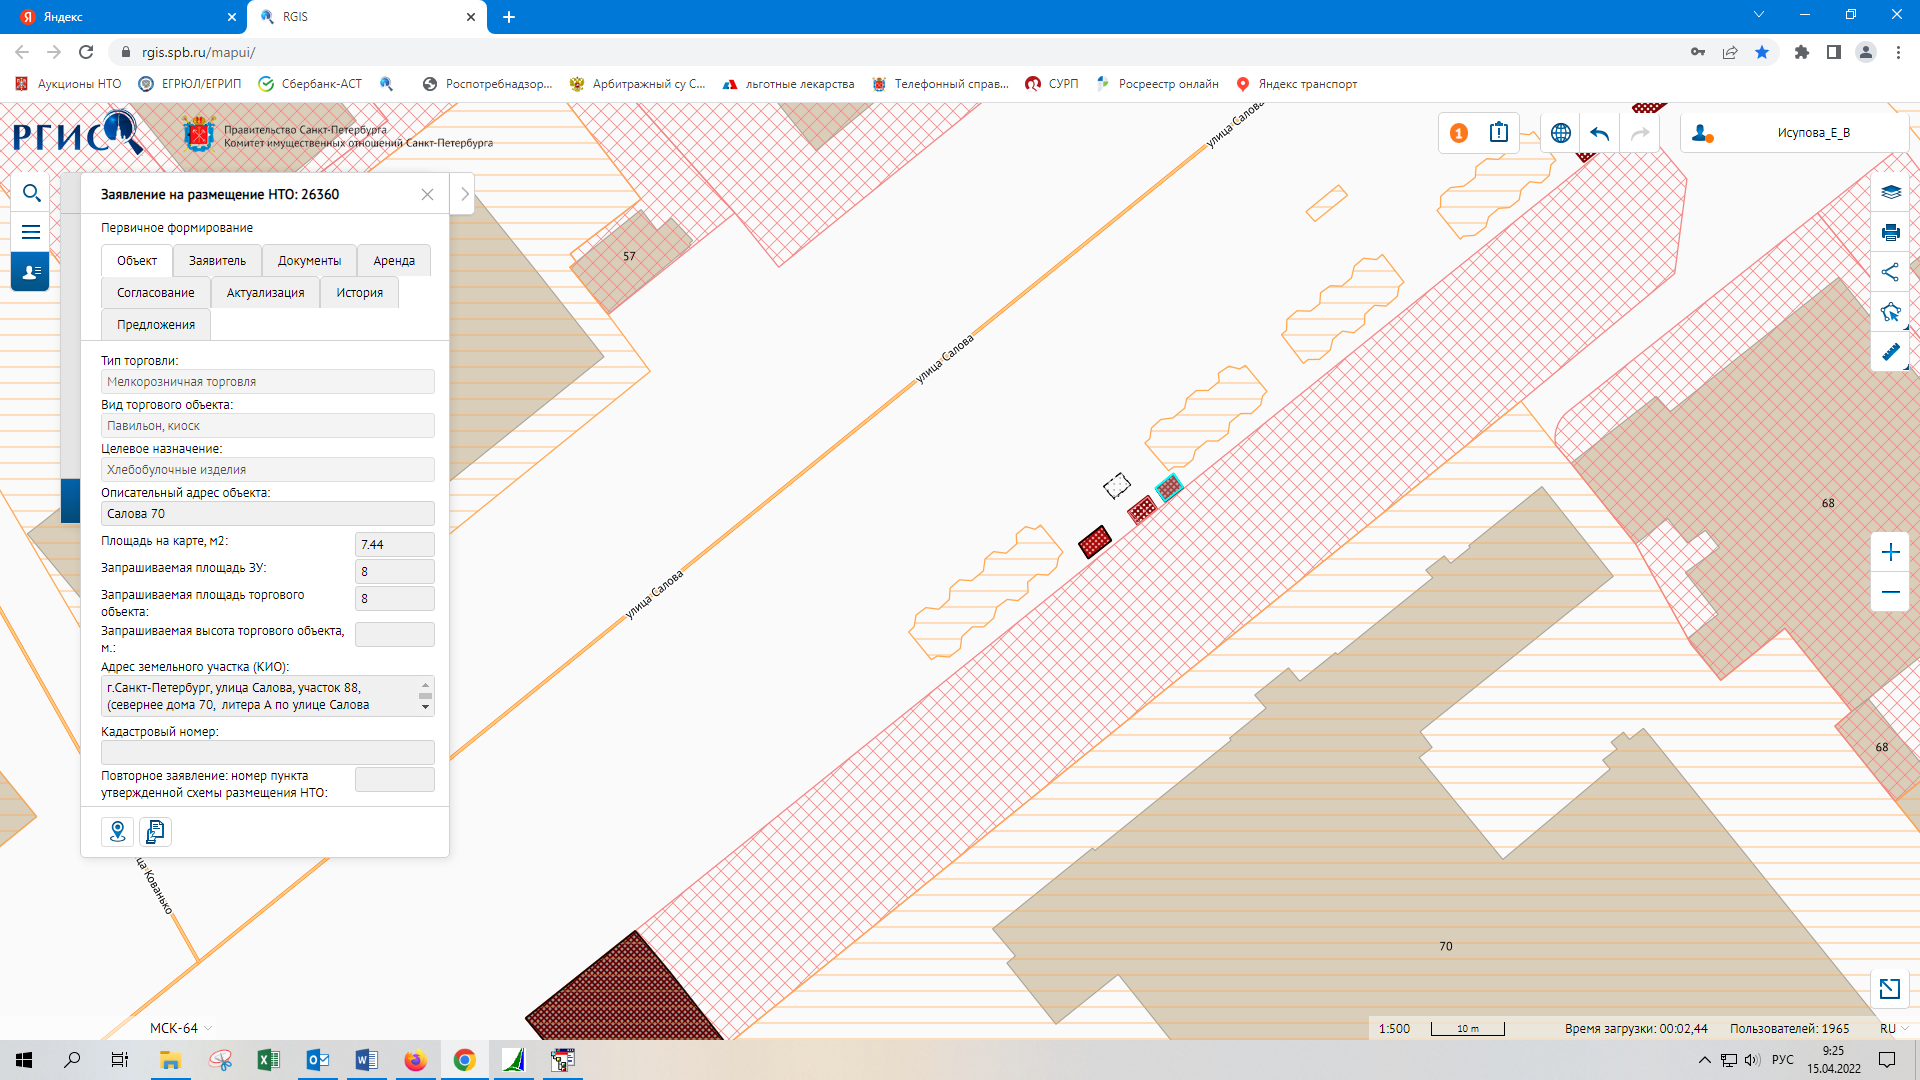 Яндекс
RGIS
rgis.spb.ru/mapui/
Аукционы НТО
ЕГРЮЛ/ЕГРИП
Сбербанк-АСТ
Роспотребнадзор...
Арбитражный су С...
льготные лекарства
Телефонный справ...
СУРП
Росреестр онлайн
Яндекс транспорт
РГИС
Правительство Санкт-Петербурга
Комитет имущественных отношений Санкт-Петербурга
1
Исупова_Е_В
Заявление на размещение НТО: 26360
Первичное формирование
Объект
Заявитель
Документы
Аренда
Согласование
Актуализация
История
Предложения
Тип торговли:
Мелкорозничная торговля
Вид торгового объекта:
Павильон, киоск
Целевое назначение:
Хлебобулочные изделия
Описательный адрес объекта:
Салова 70
Площадь на карте, м2:
7.44
Запрашиваемая площадь ЗУ:
8
Запрашиваемая площадь торгового
объекта:
8
Запрашиваемая высота торгового объекта,
м.:
Адрес земельного участка (КИО):
г.Санкт-Петербург, улица Салова, участок 88,
(севернее дома 70, литера А по улице Салова
Кадастровый номер:
Повторное заявление: номер пункта
утвержденной схемы размещения НТО:
улица Салова
57
улица Салова
68
улица Салова
68
70
ца Кованько
МСК-64
1:500
10 m
Время загрузки: 00:02,44
Пользователей: 1965
RU
РУС
9:25
15.04.2022